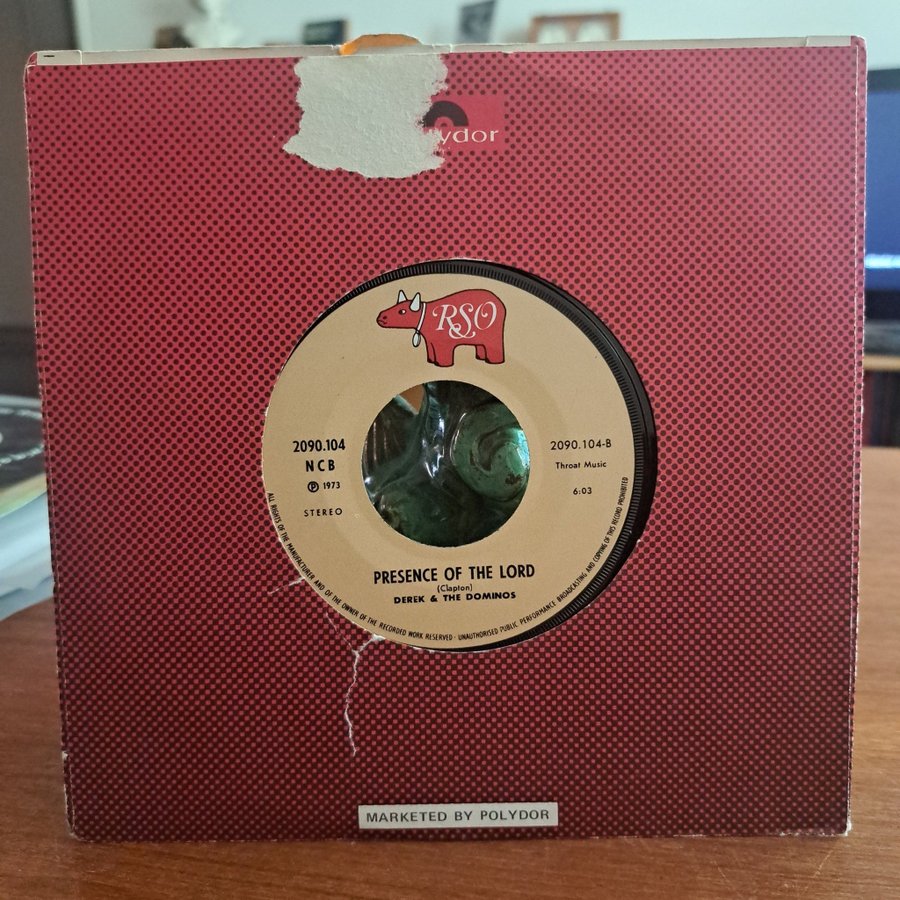 lydor
RSO
2090.104
NCB
℗ 1973
STEREO
2090.104-B
Throat Music
6:03
PRESENCE OF THE LORD
(Clapton)
DEREK & THE DOMINOS
ALL RIGHTS OF THE MANUFACTURER AND OF THE OWNER OF THE RECORDED WORK RESERVED · UNAUTHORISED PUBLIC PERFORMANCE BROADCASTING AND COPYING OF THIS RECORD PROHIBITED
MARKETED BY POLYDOR